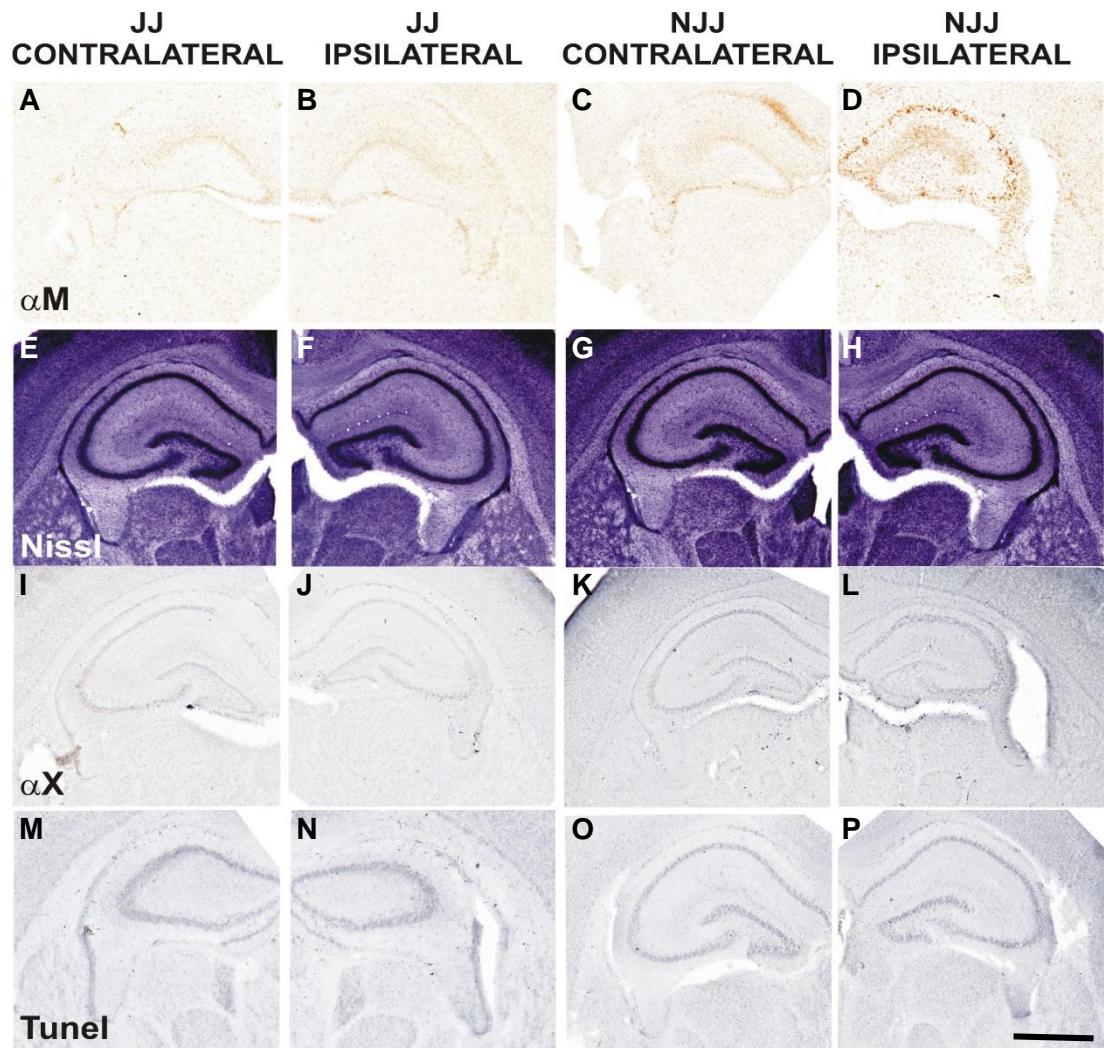 JJ JJ NJJ NJJ
CONTRALATERAL IPSILATERAL CONTRALATERAL IPSILATERAL
A B C D
αM
E F G H
Nissl
I J K L
αX
M N O P
Tunel